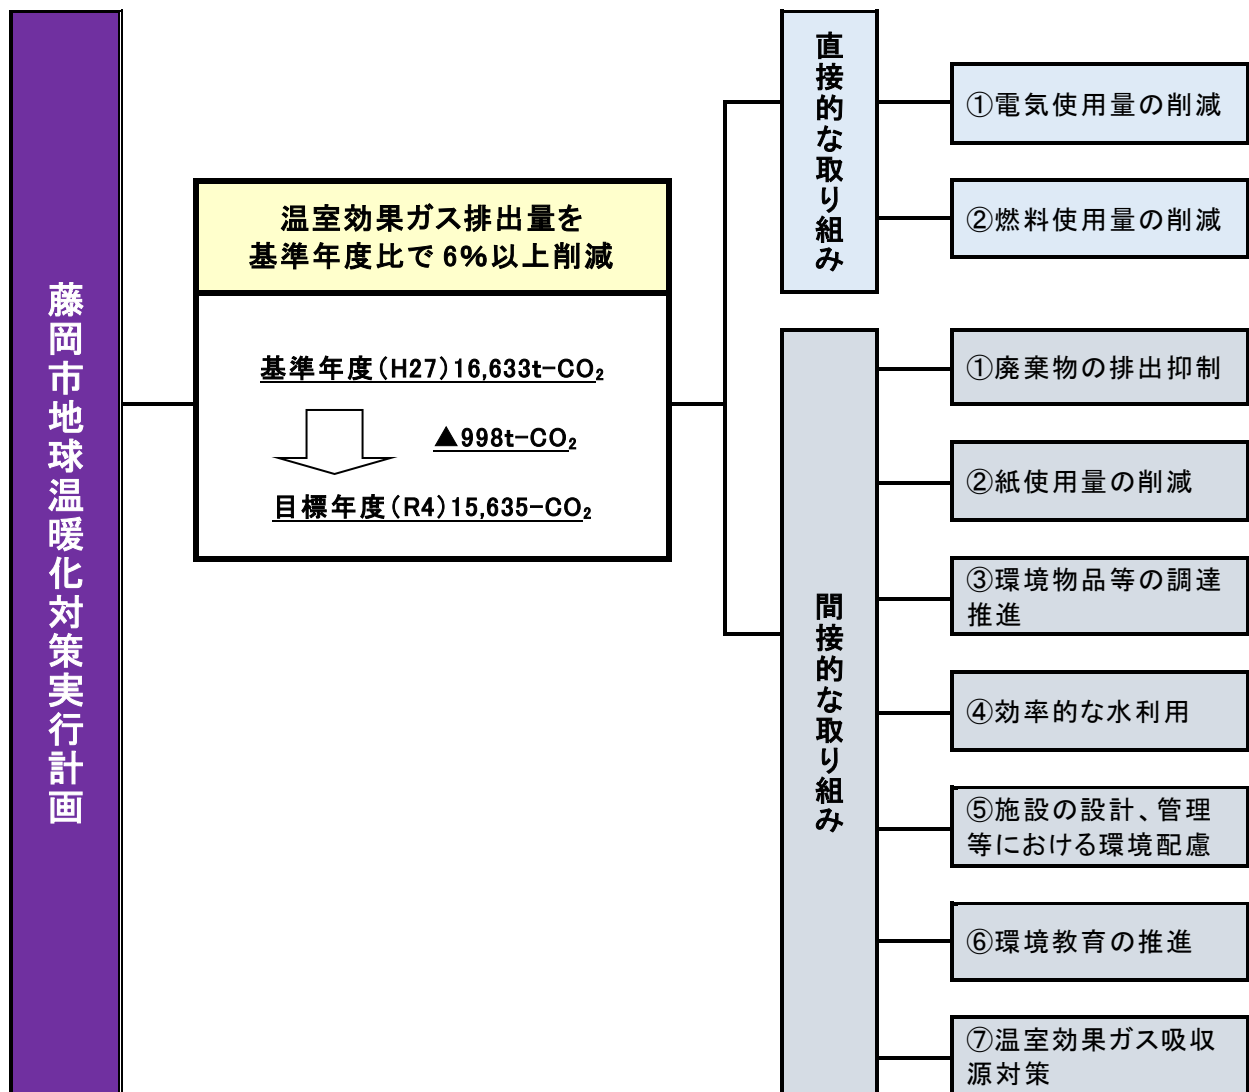 藤岡市地球温暖化対策実行計画
温室効果ガス排出量を
基準年度比で6%以上削減
基準年度(H27)16,633t-CO₂
▲998t-CO₂
目標年度(R4)15,635-CO₂
直接的な取り組み
①電気使用量の削減
②燃料使用量の削減
間接的な取り組み
①廃棄物の排出抑制
②紙使用量の削減
③環境物品等の調達
推進
④効率的な水利用
⑤施設の設計、管理
等における環境配慮
⑥環境教育の推進
⑦温室効果ガス吸収
源対策